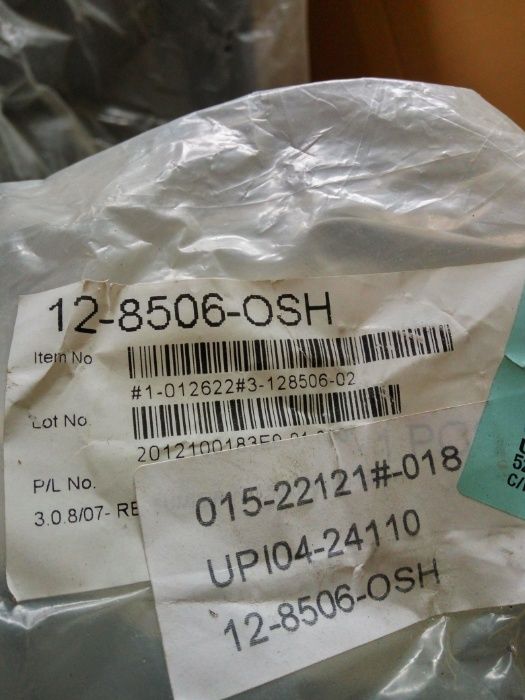 12-8506-OSH
Item No
#1-012622#3-128506-02
Lot No.
2012100183E9
P/L No.
3.0.8/07- RE
015-22121#-018
UPI04-24110
12-8506-OSH